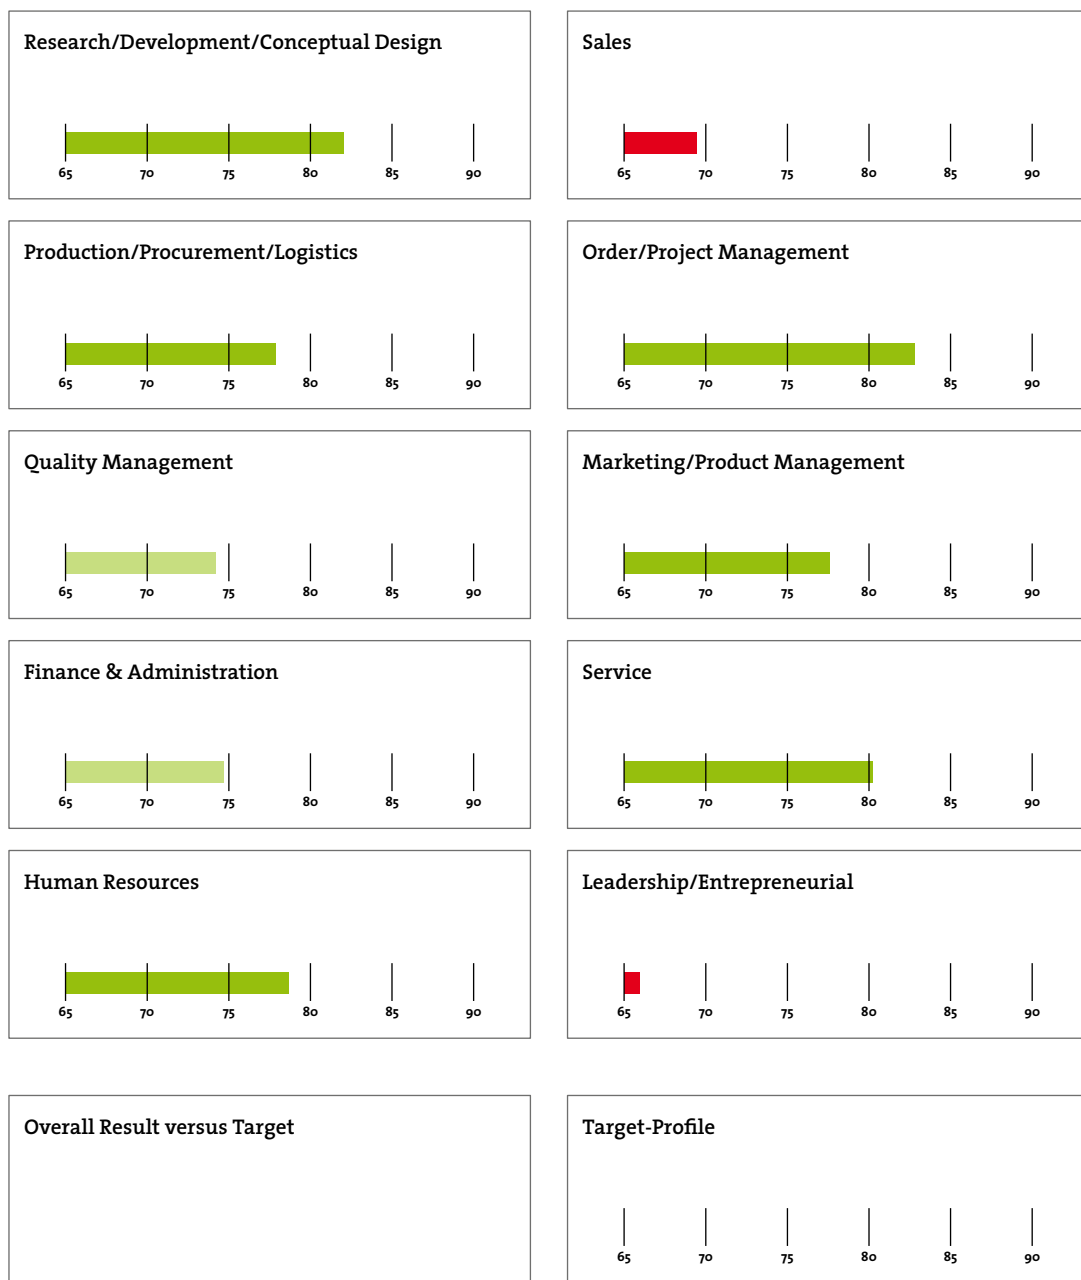 Research/Development/Conceptual Design
65 70 75 80 85 90
Sales
65 70 75 80 85 90
Production/Procurement/Logistics
65 70 75 80 85 90
Order/Project Management
65 70 75 80 85 90
Quality Management
65 70 75 80 85 90
Marketing/Product Management
65 70 75 80 85 90
Finance & Administration
65 70 75 80 85 90
Service
65 70 75 80 85 90
Human Resources
65 70 75 80 85 90
Leadership/Entrepreneurial
65 70 75 80 85 90
Overall Result versus Target
Target-Profile
65 70 75 80 85 90